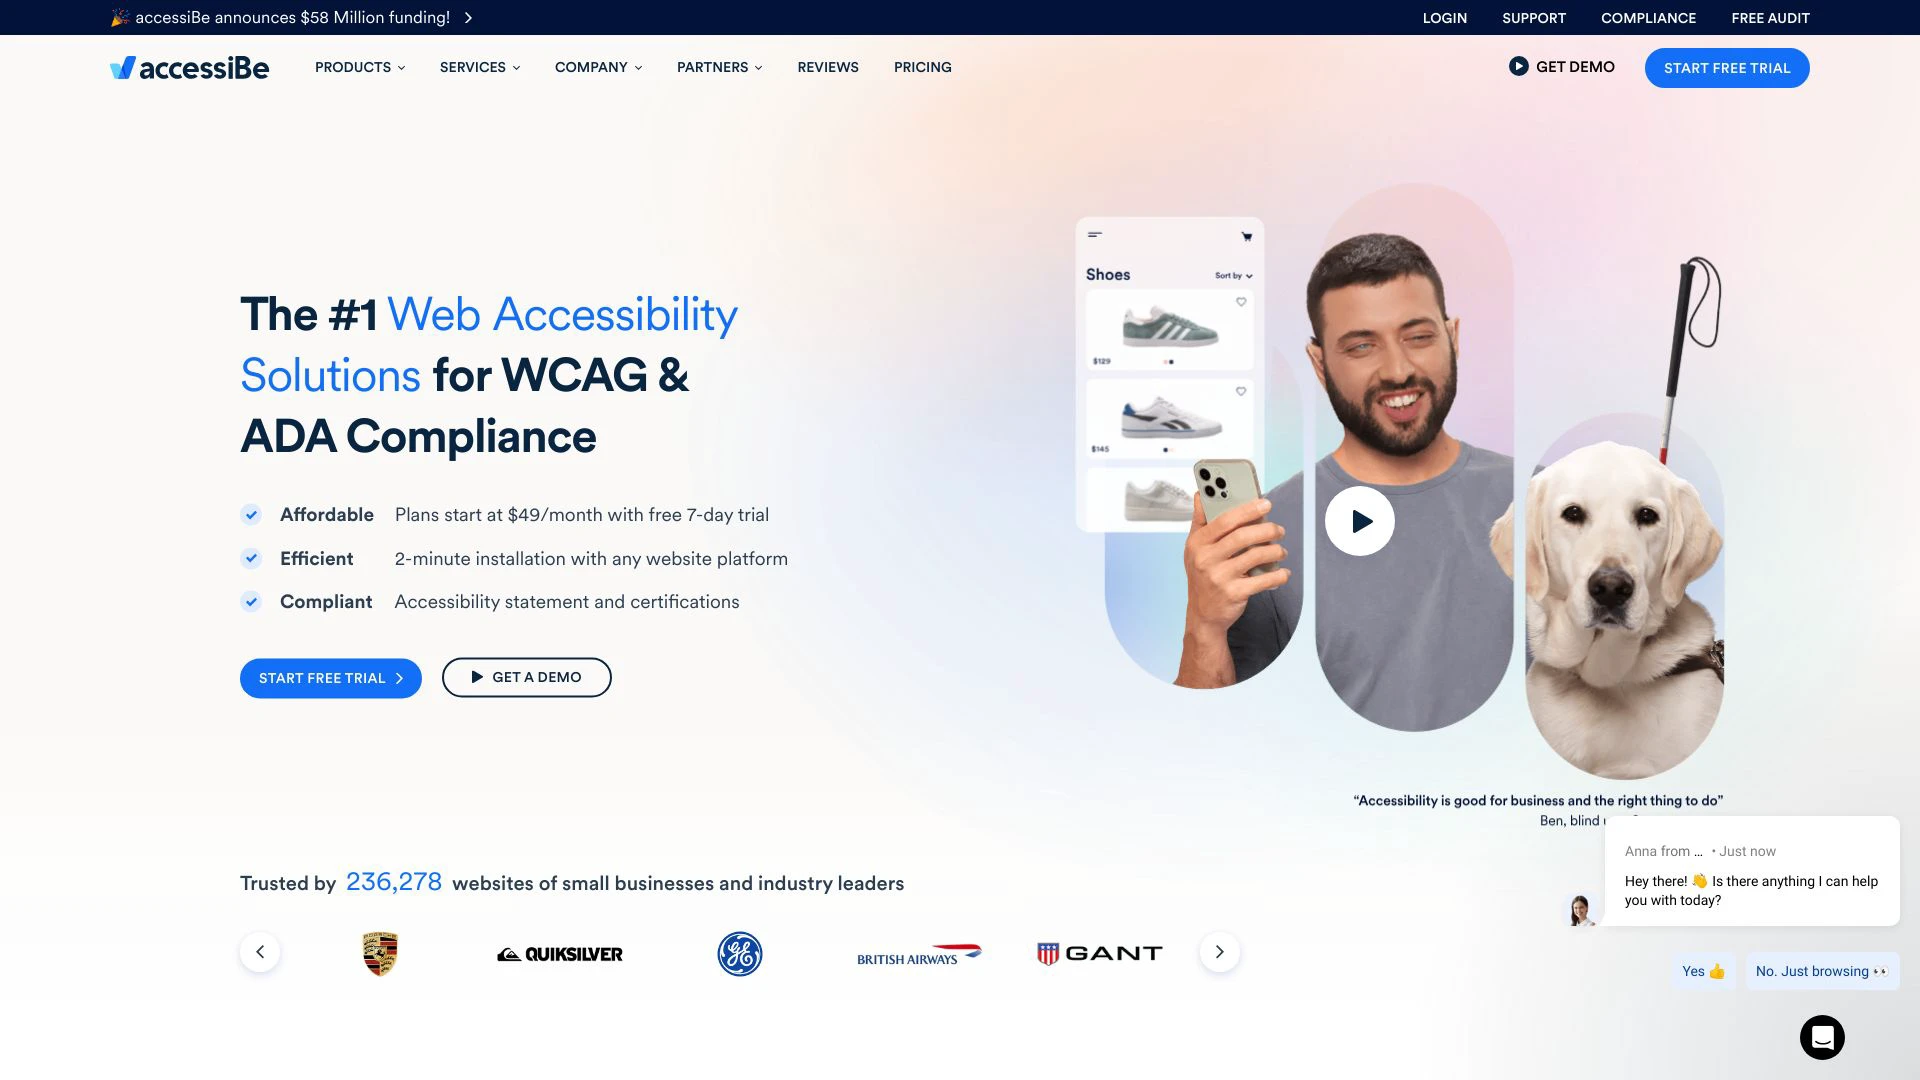 🎉 accessiBe announces $58 Million funding!
LOGIN SUPPORT COMPLIANCE FREE AUDIT
accessiBe PRODUCTS SERVICES COMPANY PARTNERS REVIEWS PRICING GET DEMO START FREE TRIAL
The #1 Web Accessibility
Solutions for WCAG &
ADA Compliance
Affordable Plans start at $49/month with free 7-day trial
Efficient 2-minute installation with any website platform
Compliant Accessibility statement and certifications
START FREE TRIAL
GET A DEMO
Shoes Sort by
$129
$145
“Accessibility is good for business and the right thing to do”
Ben, blind
Trusted by 236,278 websites of small businesses and industry leaders
PORSCHE
QUIKSILVER
GE
BRITISH AIRWAYS
GANT
Anna from ... • Just now
Hey there! 👋 Is there anything I can help
you with today?
Yes 👍
No. Just browsing 👀